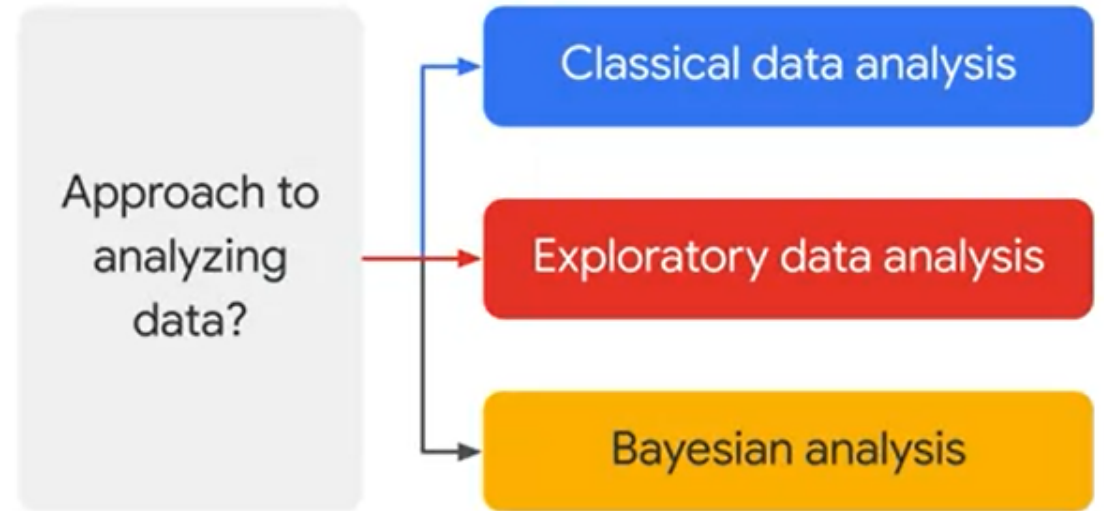 Approach to
analyzing
data?
Classical data analysis
Exploratory data analysis
Bayesian analysis